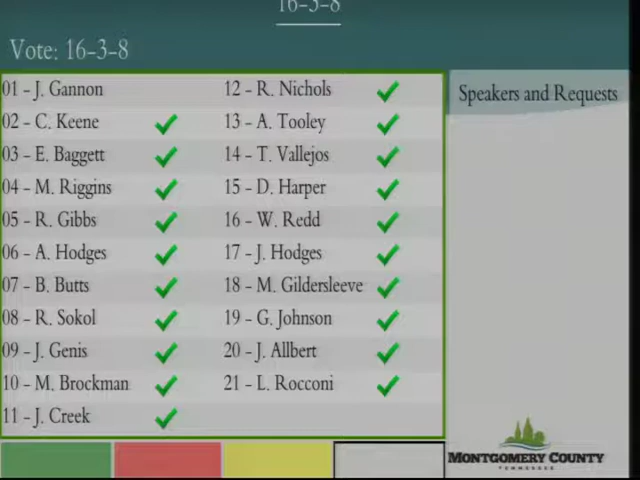 16-3-8
Vote: 16-3-8
01 - J. Gannon
02 - C. Keene
03 - E. Baggett
04 - M. Riggins
05 - R. Gibbs
06 - A. Hodges
07 - B. Butts
08 - R. Sokol
09 - J. Genis
10 - M. Brockman
11 - J. Creek
12 - R. Nichols
13 - A. Tooley
14 - T. Vallejos
15 - D. Harper
16 - W. Redd
17 - J. Hodges
18 - M. Gildersleeve
19 - G. Johnson
20 - J. Allbert
21 - L. Rocconi
Speakers and Requests
MONTGOMERY COUNTY
TENNESSEE